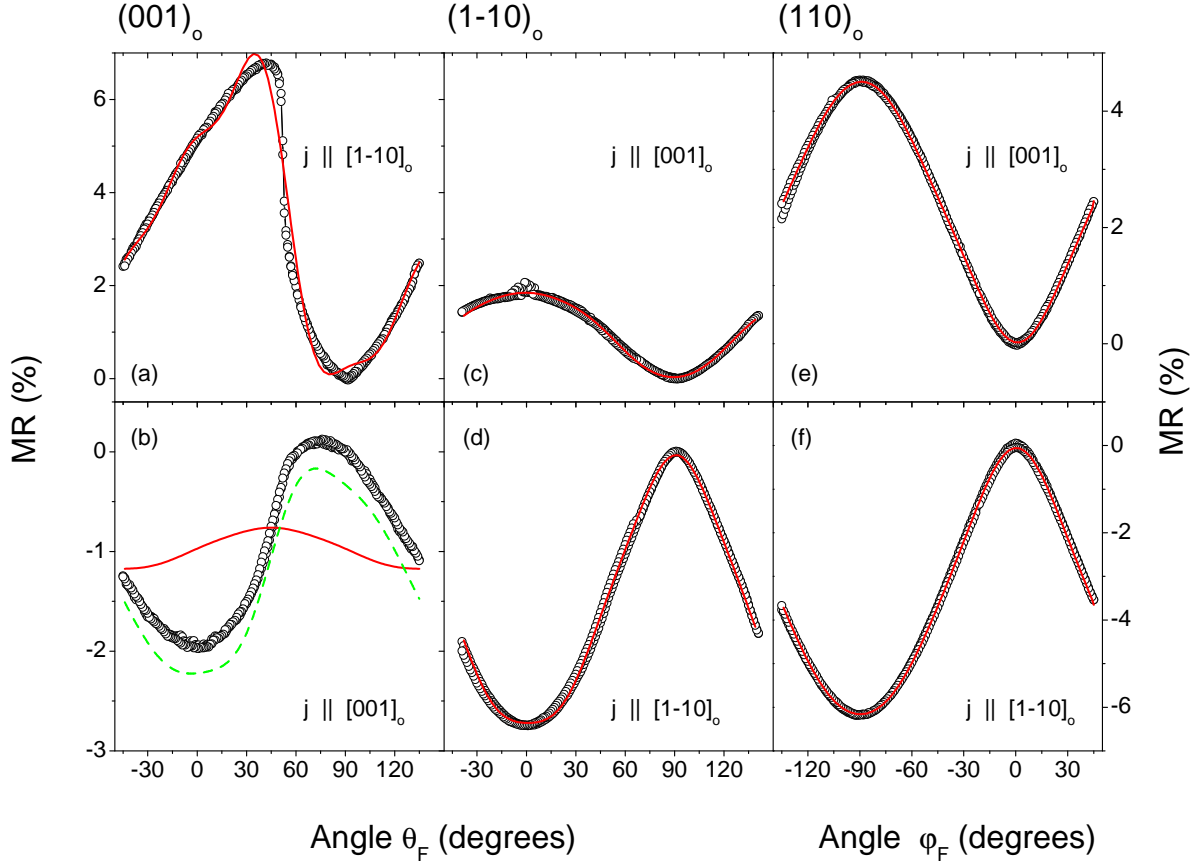 (001)o (1-10)o (110)o
6
4
2
0
MR (%)
j || [1-10]o
(a)
j || [001]o
(c)
j || [001]o
(e)
4
2
0
MR (%)
0
-1
-2
-3
(b)
j || [001]o
(d)
j || [1-10]o
(f)
j || [1-10]o
0
-2
-4
-6
-30 0 30 60 90 120
-30 0 30 60 90 120
-120 -90 -60 -30 0 30
Angle θF (degrees)
Angle φF (degrees)